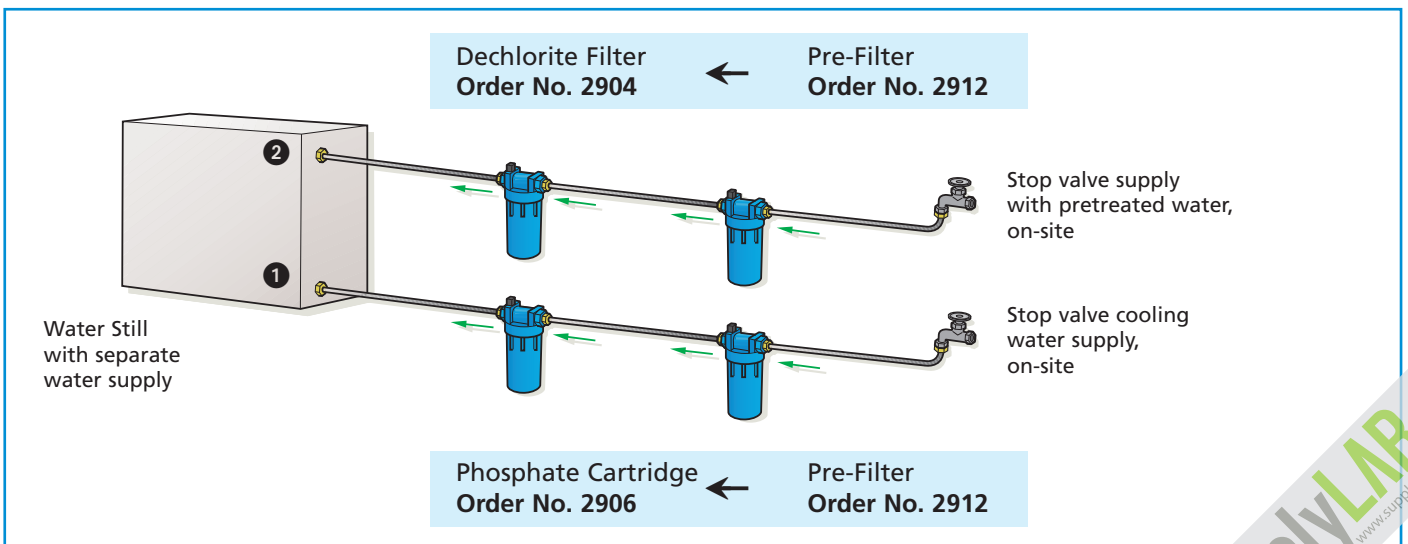 Dechlorite Filter
Order No. 2904
Pre-Filter
Order No. 2912
2
Stop valve supply
with pretreated water,
on-site
1
Water Still
with separate
water supply
Stop valve cooling
water supply,
on-site
Phosphate Cartridge
Order No. 2906
Pre-Filter
Order No. 2912